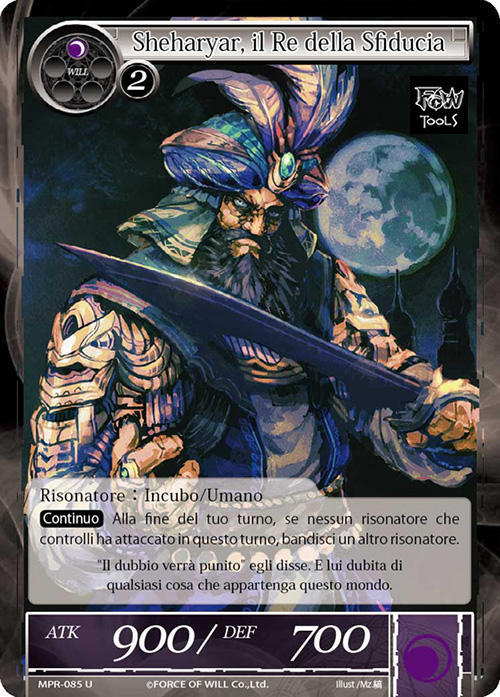 Sheharyar, il Re della Sfiducia
WILL
2
FOW
TOOLS
Risonatore : Incubo/Umano
Continuo Alla fine del tuo turno, se nessun risonatore che
controlli ha attaccato in questo turno, bandisci un altro risonatore.
"Il dubbio verrà punito" egli disse. E lui dubita di
qualsiasi cosa che appartenga questo mondo.
ATK 900/ DEF 700
MPR-085 U ©FORCE OF WILL Co.,Ltd. Illust /Mz縞